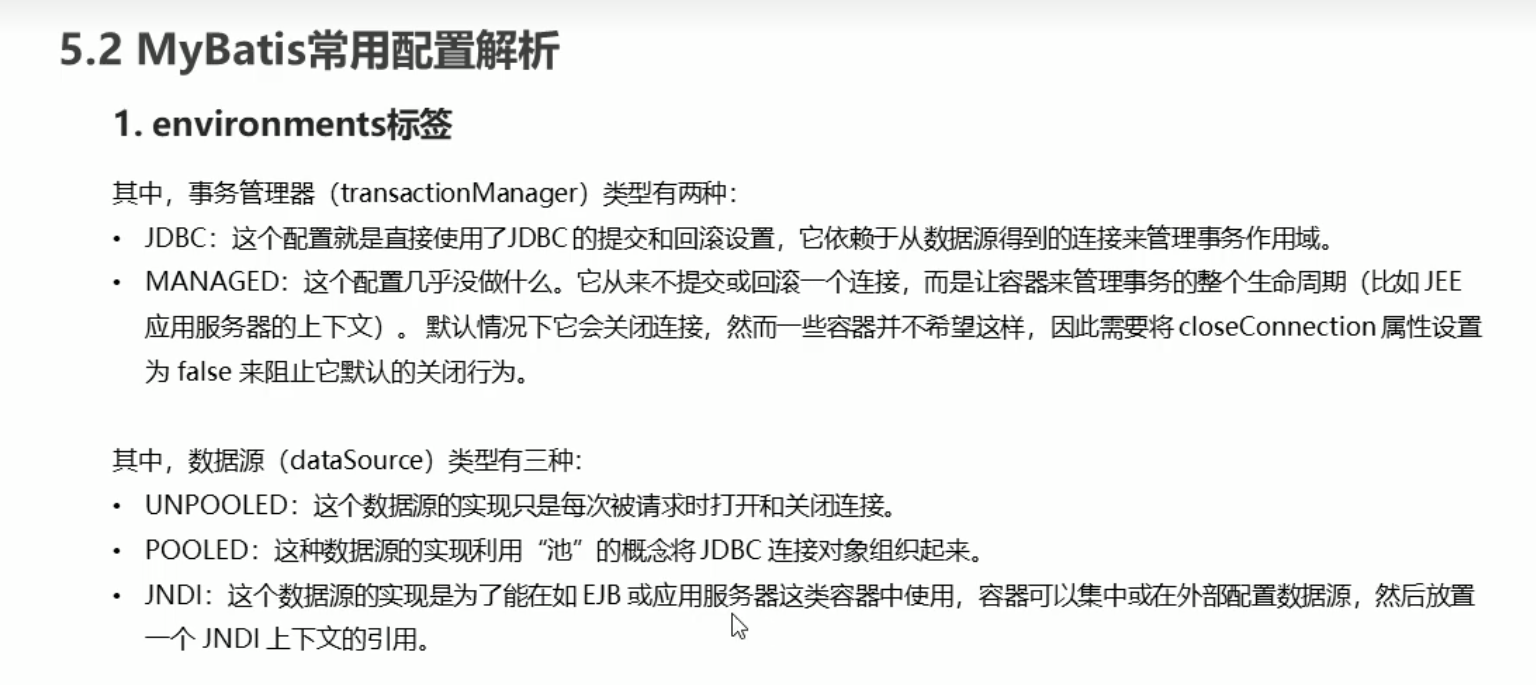 5.2 MyBatis常用配置解析
1. environments标签
其中，事务管理器（transactionManager）类型有两种：
• JDBC：这个配置就是直接使用了JDBC 的提交和回滚设置，它依赖于从数据源得到的连接来管理事务作用域。
• MANAGED：这个配置几乎没做什么。它从来不提交或回滚一个连接，而是让容器来管理事务的整个生命周期（比如 JEE
应用服务器的上下文）。 默认情况下它会关闭连接，然而一些容器并不希望这样，因此需要将 closeConnection 属性设置
为 false 来阻止它默认的关闭行为。
其中，数据源（dataSource）类型有三种：
• UNPOOLED：这个数据源的实现只是每次被请求时打开和关闭连接。
• POOLED：这种数据源的实现利用“池”的概念将 JDBC 连接对象组织起来。
• JNDI：这个数据源的实现是为了能在如 EJB 或应用服务器这类容器中使用，容器可以集中或在外部配置数据源，然后放置
一个 JNDI 上下文的引用。